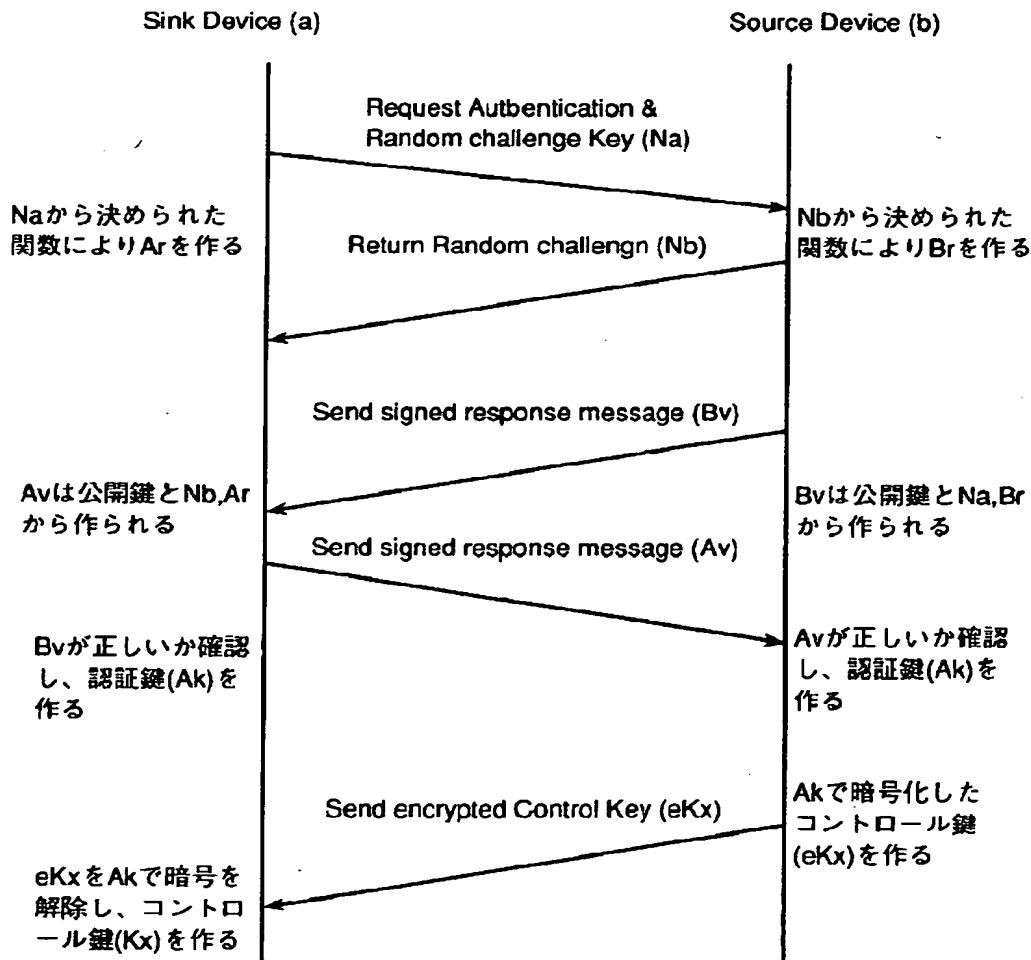 Sink Device (a)
Source Device (b)
Request Autbentication &
Random challenge Key (Na)
Naから決められた
関数によりArを作る
Nbから決められた
関数によりBrを作る
Return Random challengn (Nb)
Send signed response message (Bv)
Avは公開鍵とNb,Ar
から作られる
Bvは公開鍵とNa,Br
から作られる
Send signed response message (Av)
Bvが正しいか確認
し、認証鍵(Ak)を
作る
Avが正しいか確認
し、認証鍵(Ak)を
作る
Send encrypted Control Key (eKx)
Akで暗号化した
コントロール鍵
(eKx)を作る
eKxをAkで暗号を
解除し、コントロ
ール鍵(Kx)を作る